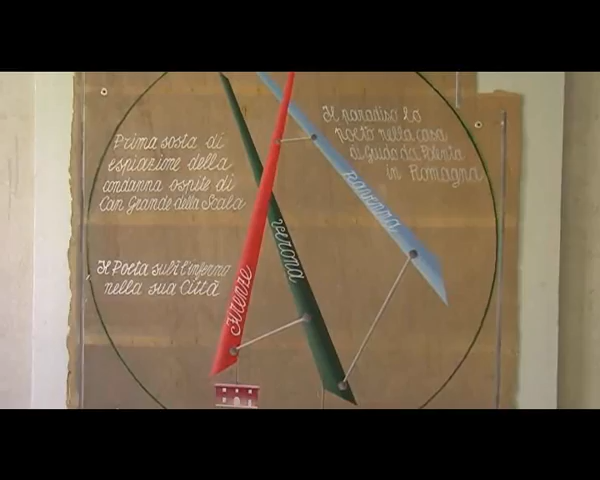 Prima sosta di
espiazione della
condanna ospite di
Can Grande della Scala
Il Poeta subì l'inferno
nella sua Città
Il paradiso lo
portò nella casa
di Guido da Polenta
in Romagna
Firenze
Verona
Ravenna